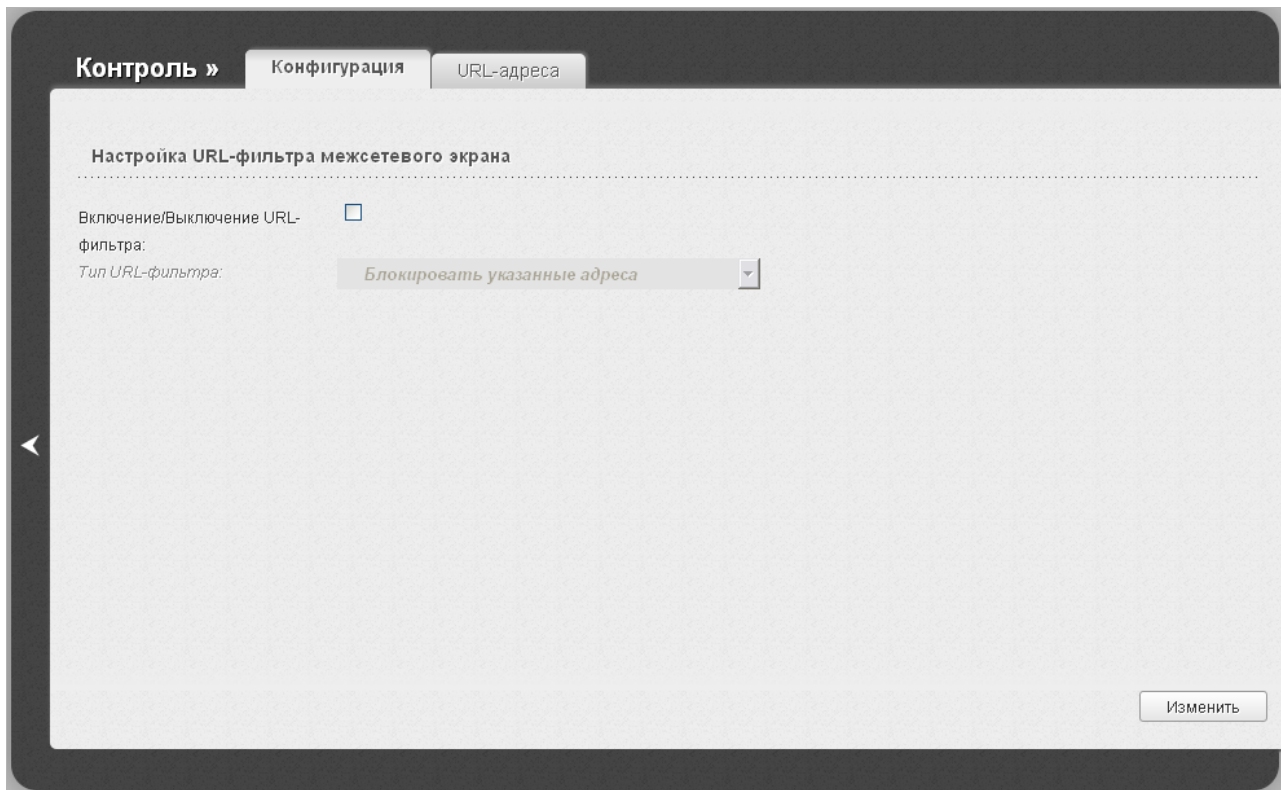 Контроль » Конфигурация URL-адреса
Настройка URL-фильтра межсетевого экрана
Включение/Выключение URL-
фильтра:
Тип URL-фильтра: Блокировать указанные адреса
Изменить